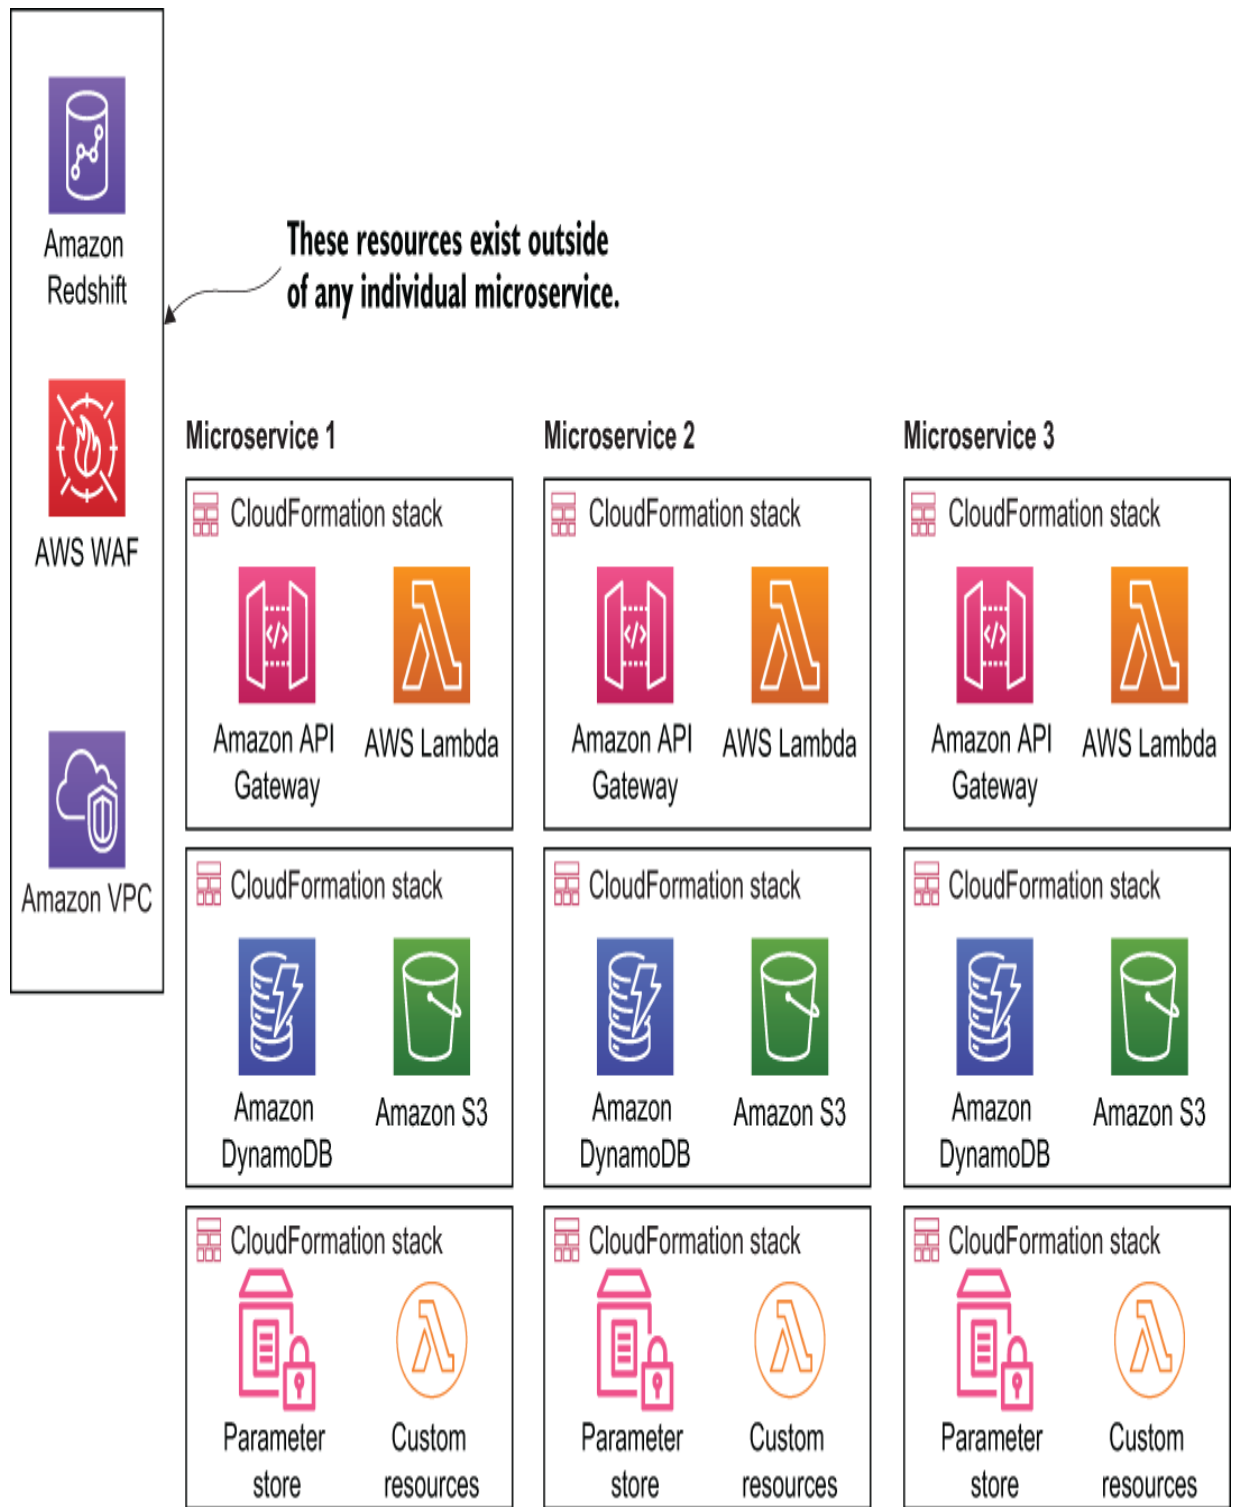 Amazon
Redshift
AWS WAF
Amazon VPC
These resources exist outside
of any individual microservice.
Microservice 1
CloudFormation stack
Amazon API
Gateway
AWS Lambda
CloudFormation stack
Amazon
DynamoDB
Amazon S3
CloudFormation stack
Parameter
store
Custom
resources
Microservice 2
CloudFormation stack
Amazon API
Gateway
AWS Lambda
CloudFormation stack
Amazon
DynamoDB
Amazon S3
CloudFormation stack
Parameter
store
Custom
resources
Microservice 3
CloudFormation stack
Amazon API
Gateway
AWS Lambda
CloudFormation stack
Amazon
DynamoDB
Amazon S3
CloudFormation stack
Parameter
store
Custom
resources